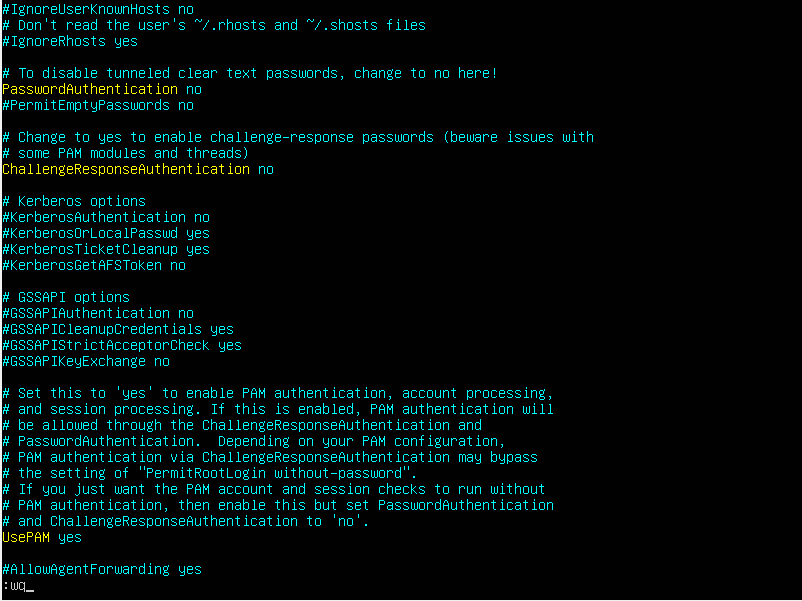 #IgnoreUserKnownHosts no
# Don't read the user's ~/.rhosts and ~/.shosts files
#IgnoreRhosts yes
# To disable tunneled clear text passwords, change to no here!
PasswordAuthentication no
#PermitEmptyPasswords no
# Change to yes to enable challenge-response passwords (beware issues with
# some PAM modules and threads)
ChallengeResponseAuthentication no
# Kerberos options
#KerberosAuthentication no
#KerberosOrLocalPasswd yes
#KerberosTicketCleanup yes
#KerberosGetAFSToken no
# GSSAPI options
#GSSAPIAuthentication no
#GSSAPICleanupCredentials yes
#GSSAPIStrictAcceptorCheck yes
#GSSAPIKeyExchange no
# Set this to 'yes' to enable PAM authentication, account processing,
# and session processing. If this is enabled, PAM authentication will
# be allowed through the ChallengeResponseAuthentication and
# PasswordAuthentication.  Depending on your PAM configuration,
# PAM authentication via ChallengeResponseAuthentication may bypass
# the setting of "PermitRootLogin without-password".
# If you just want the PAM account and session checks to run without
# PAM authentication, then enable this but set PasswordAuthentication
# and ChallengeResponseAuthentication to 'no'.
UsePAM yes
#AllowAgentForwarding yes
:wq_